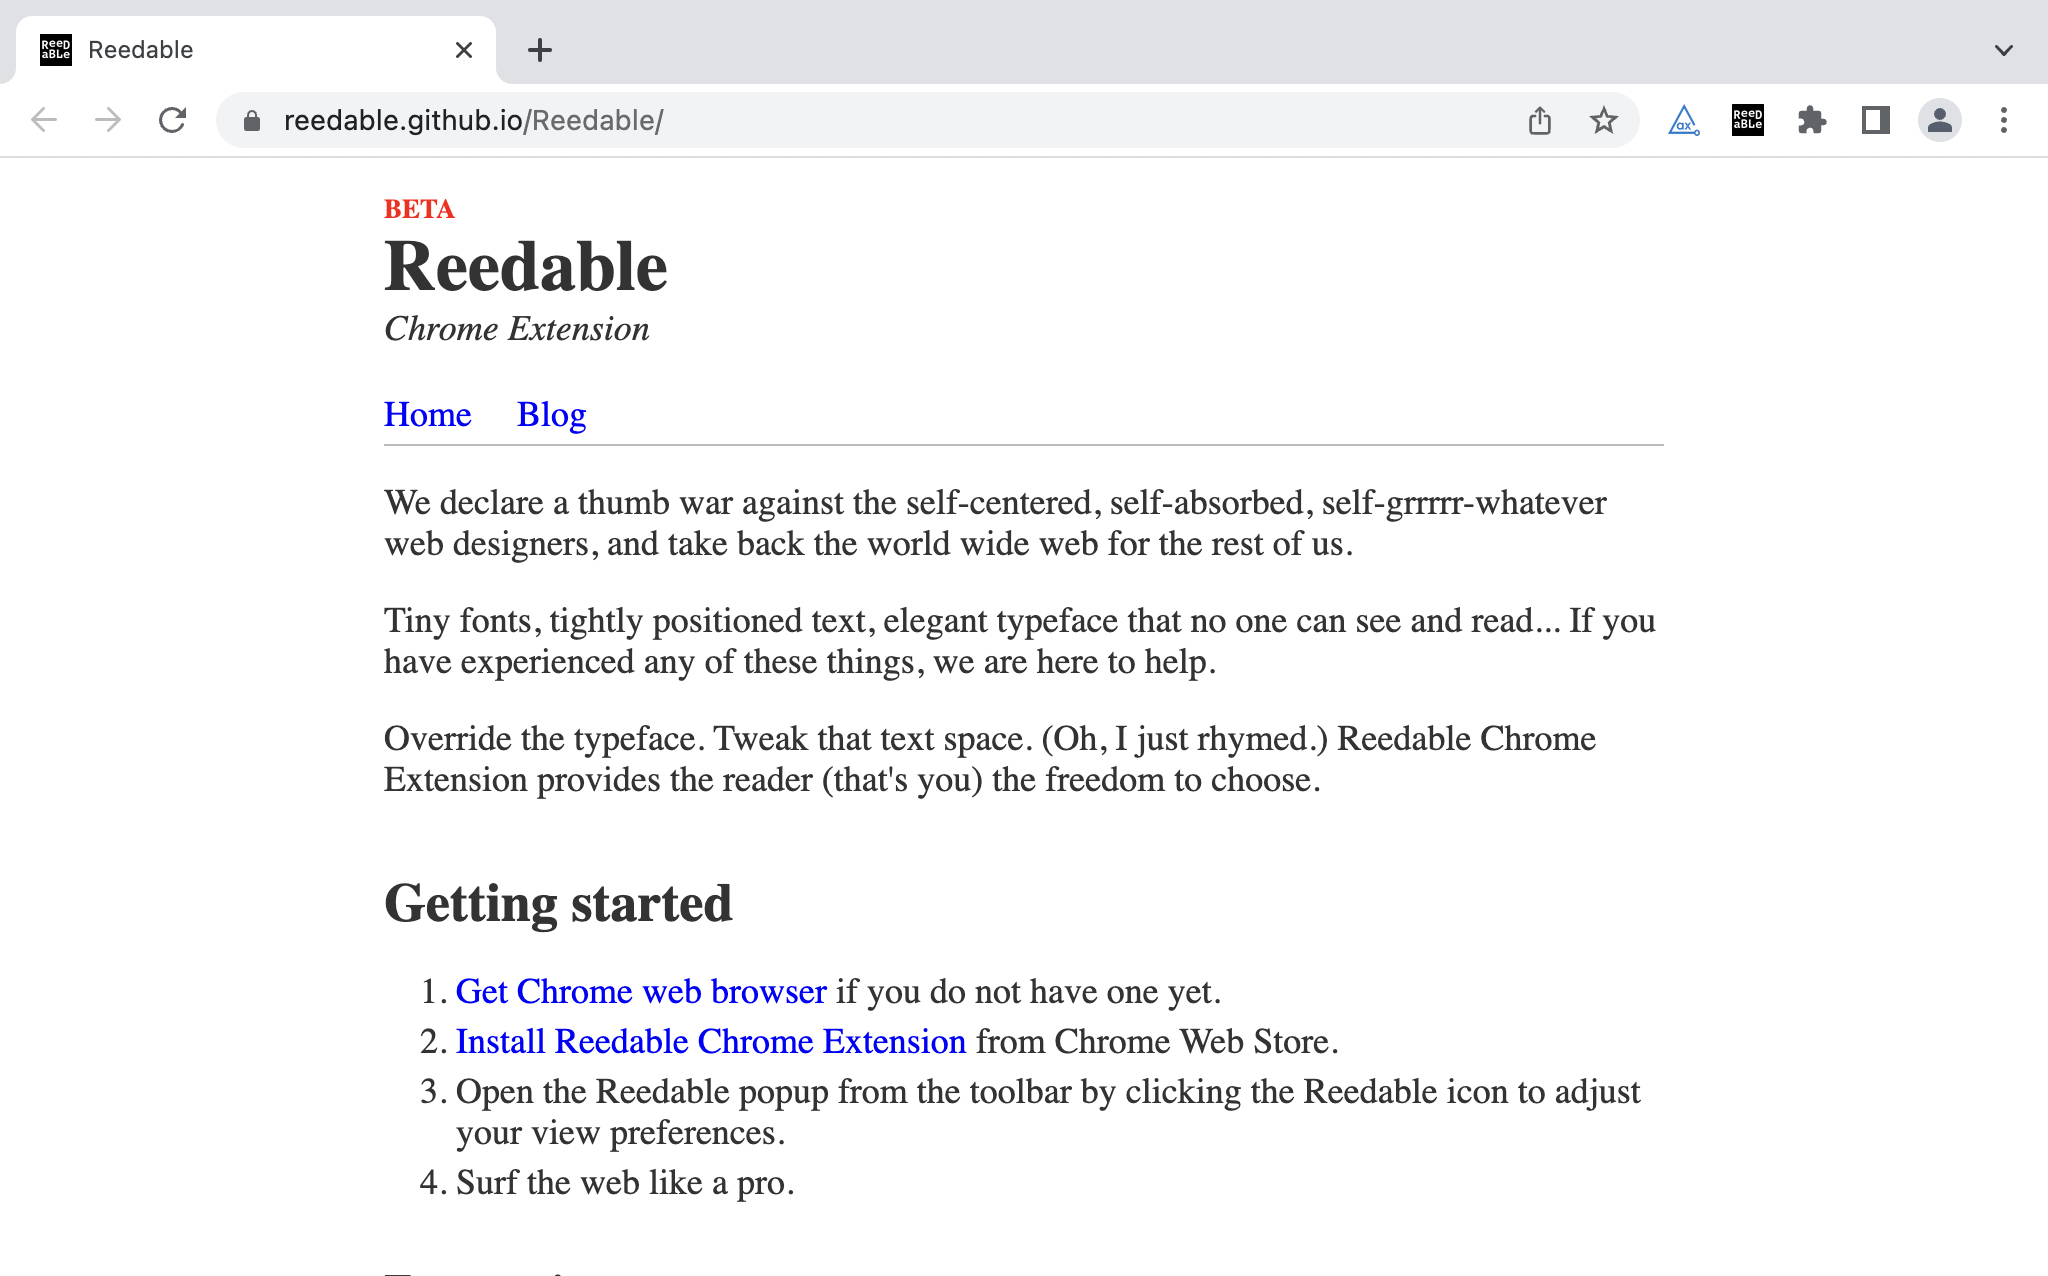 ReeD
aBLe
Reedable
reedable.github.io/Reedable/
ax
ReeD
aBLe
BETA
Reedable
Chrome Extension
Home Blog
We declare a thumb war against the self-centered, self-absorbed, self-grrrrr-whatever
web designers, and take back the world wide web for the rest of us.
Tiny fonts, tightly positioned text, elegant typeface that no one can see and read... If you
have experienced any of these things, we are here to help.
Override the typeface. Tweak that text space. (Oh, I just rhymed.) Reedable Chrome
Extension provides the reader (that's you) the freedom to choose.
Getting started
1. Get Chrome web browser if you do not have one yet.
2. Install Reedable Chrome Extension from Chrome Web Store.
3. Open the Reedable popup from the toolbar by clicking the Reedable icon to adjust
your view preferences.
4. Surf the web like a pro.